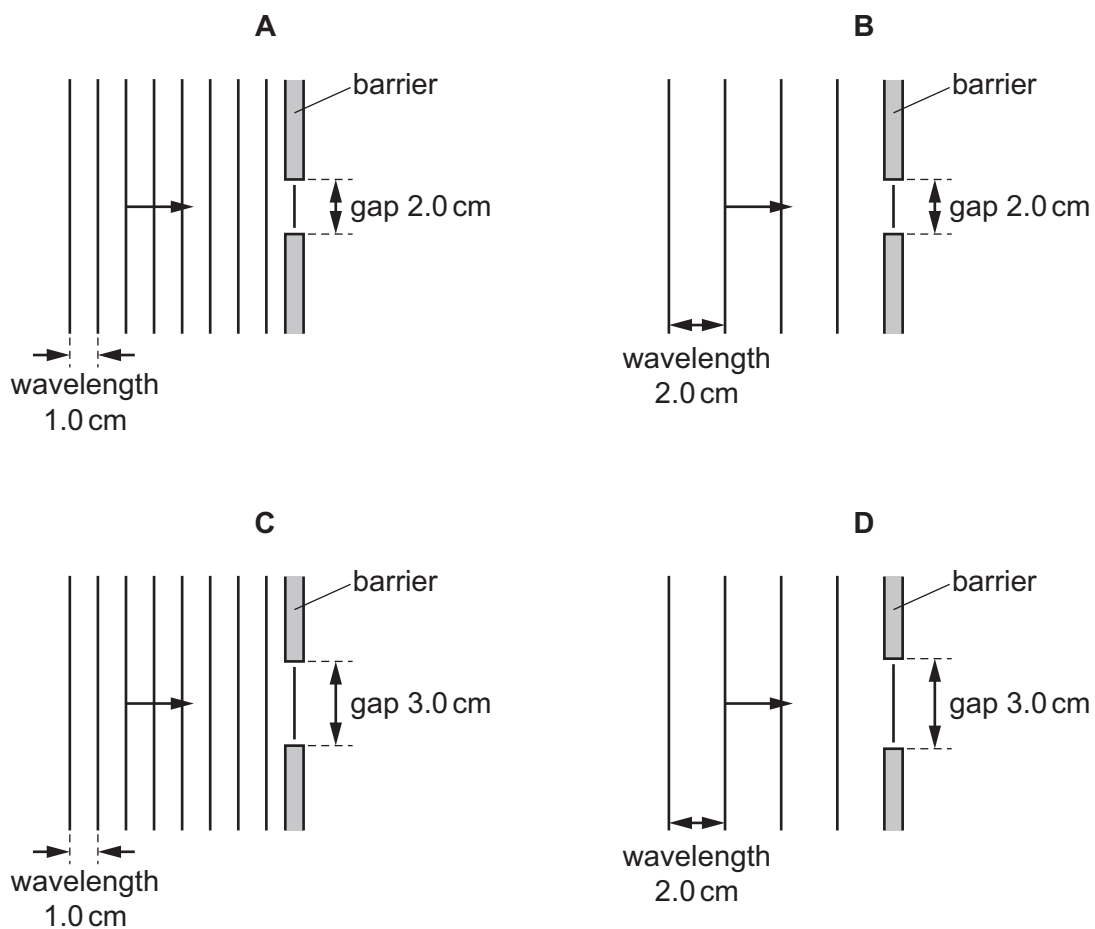 A
barrier
gap 2.0 cm
wavelength
1.0 cm
B
barrier
gap 2.0 cm
wavelength
2.0 cm
C
barrier
gap 3.0 cm
wavelength
1.0 cm
D
barrier
gap 3.0 cm
wavelength
2.0 cm